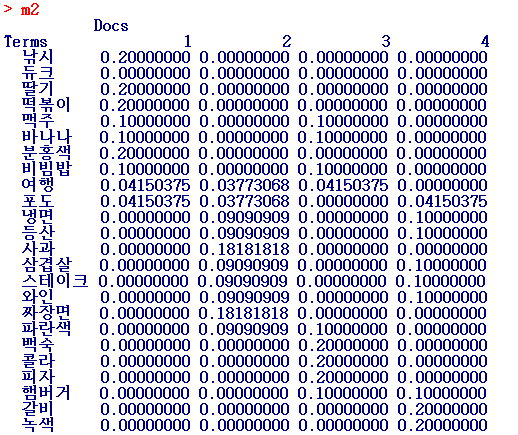 > m2
Docs
Terms 1 2 3 4
낚시 0.20000000 0.00000000 0.00000000 0.00000000
듀크 0.00000000 0.00000000 0.00000000 0.00000000
딸기 0.20000000 0.00000000 0.00000000 0.00000000
떡볶이 0.20000000 0.00000000 0.00000000 0.00000000
맥주 0.10000000 0.00000000 0.10000000 0.00000000
바나나 0.10000000 0.00000000 0.10000000 0.00000000
분홍색 0.20000000 0.00000000 0.00000000 0.00000000
비빔밥 0.10000000 0.00000000 0.10000000 0.00000000
여행 0.04150375 0.03773068 0.04150375 0.00000000
포도 0.04150375 0.03773068 0.00000000 0.04150375
냉면 0.00000000 0.09090909 0.00000000 0.10000000
등산 0.00000000 0.09090909 0.00000000 0.10000000
사과 0.00000000 0.18181818 0.00000000 0.00000000
삼겹살 0.00000000 0.09090909 0.00000000 0.10000000
스테이크 0.00000000 0.09090909 0.00000000 0.10000000
와인 0.00000000 0.09090909 0.00000000 0.10000000
짜장면 0.00000000 0.18181818 0.00000000 0.00000000
파란색 0.00000000 0.09090909 0.10000000 0.00000000
백숙 0.00000000 0.00000000 0.20000000 0.00000000
콜라 0.00000000 0.00000000 0.20000000 0.00000000
피자 0.00000000 0.00000000 0.20000000 0.00000000
햄버거 0.00000000 0.00000000 0.10000000 0.10000000
갈비 0.00000000 0.00000000 0.00000000 0.20000000
녹색 0.00000000 0.00000000 0.00000000 0.20000000